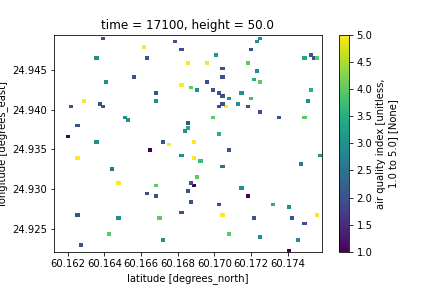 time = 17100, height = 50.0
24.945
24.940
24.935
24.930
24.925
longitude [degrees_east]
60.162 60.164 60.166 60.168 60.170 60.172 60.174
latitude [degrees_north]
5.0
4.5
4.0
3.5
3.0
2.5
2.0
1.5
1.0
air quality index [unitless,
1.0 to 5.0] [None]